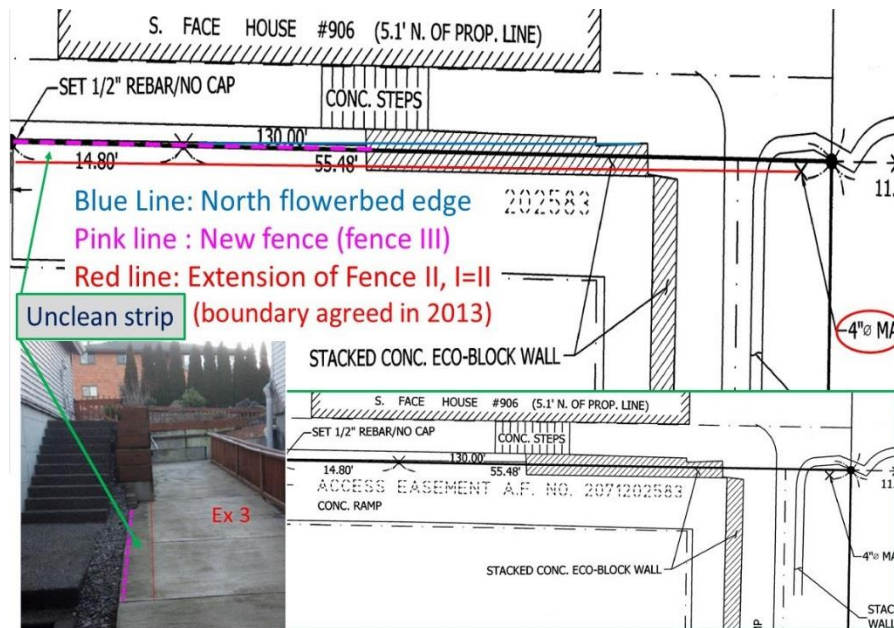 S. FACE HOUSE #906 (5.1' N. OF PROP. LINE)
SET 1/2" REBAR/NO CAP
CONC. STEPS
130.00'
14.80'
55.48'
11.
Blue Line: North flowerbed edge
202583
Pink line : New fence (fence III)
Red line: Extension of Fence II, I=II
Unclean strip
(boundary agreed in 2013)
4"ø MA
STACKED CONC. ECO-BLOCK WALL
S. FACE HOUSE #906 (5.1' N. OF PROP. LINE)
SET 1/2" REBAR/NO CAP
CONC. STEPS
130.00'
14.80'
55.48'
11.
ACCESS EASEMENT A.F. NO. 2071202583
CONC. RAMP
Ex 3
4"ø MA
STACKED CONC. ECO-BLOCK WALL
STAC
WALL